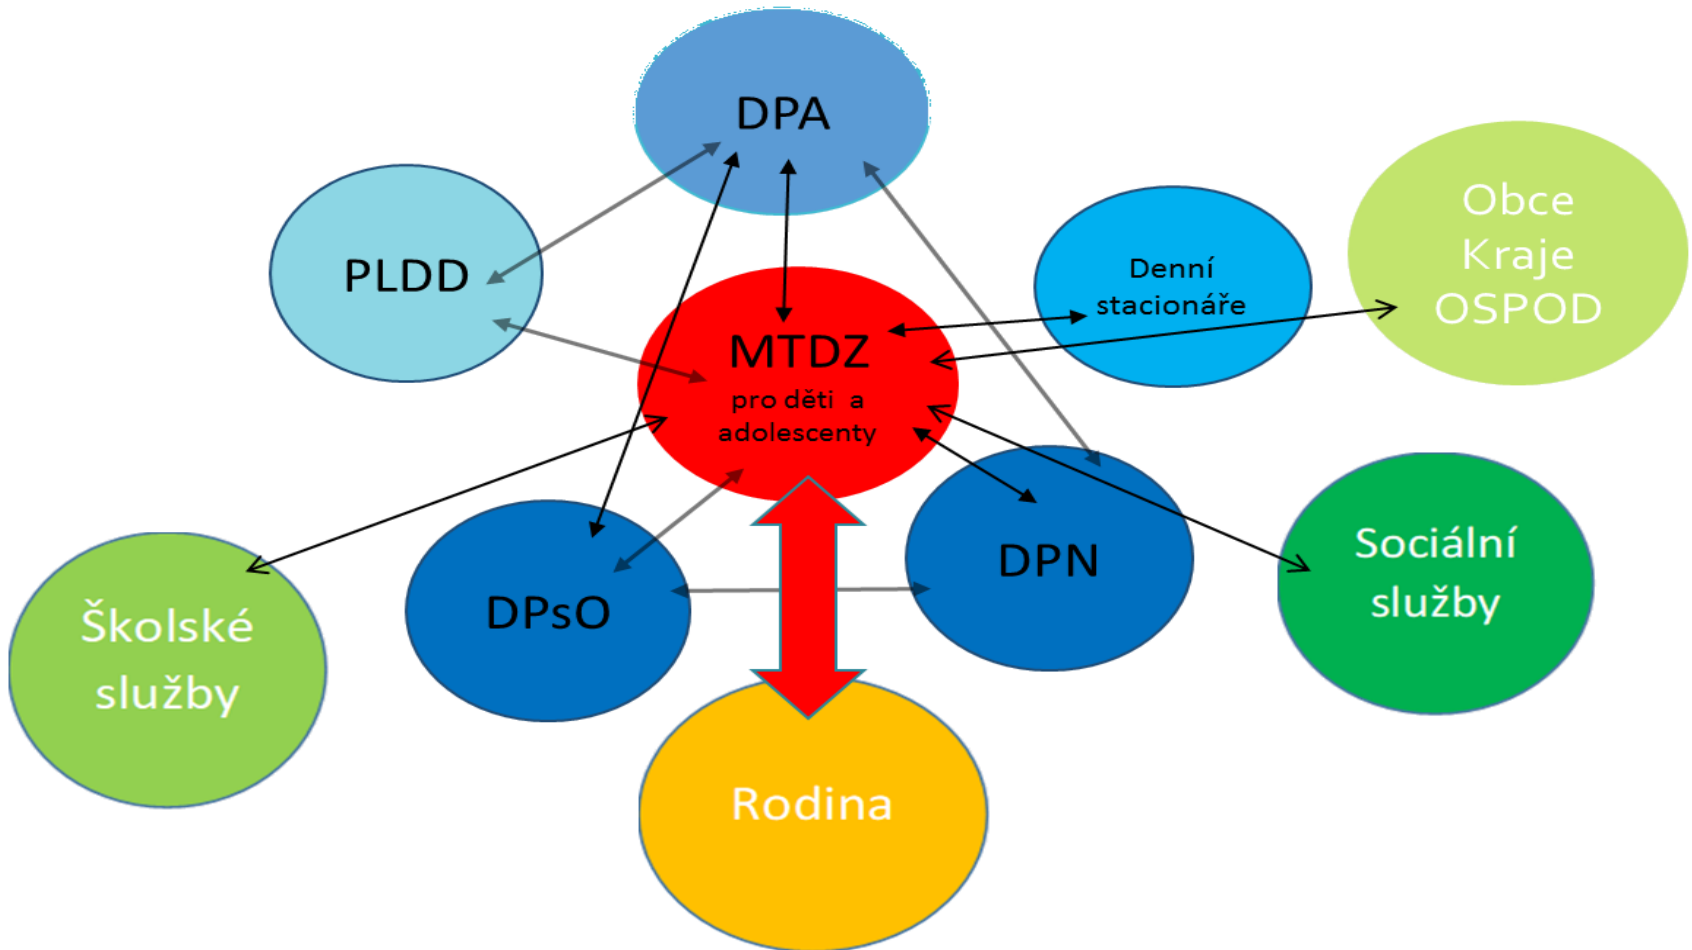 DPA
PLDD
Denní
stacionáře
Obce
Kraje
OSPOD
MTDZ
pro děti a
adolescenty
Školské
služby
DPsO
DPN
Sociální
služby
Rodina